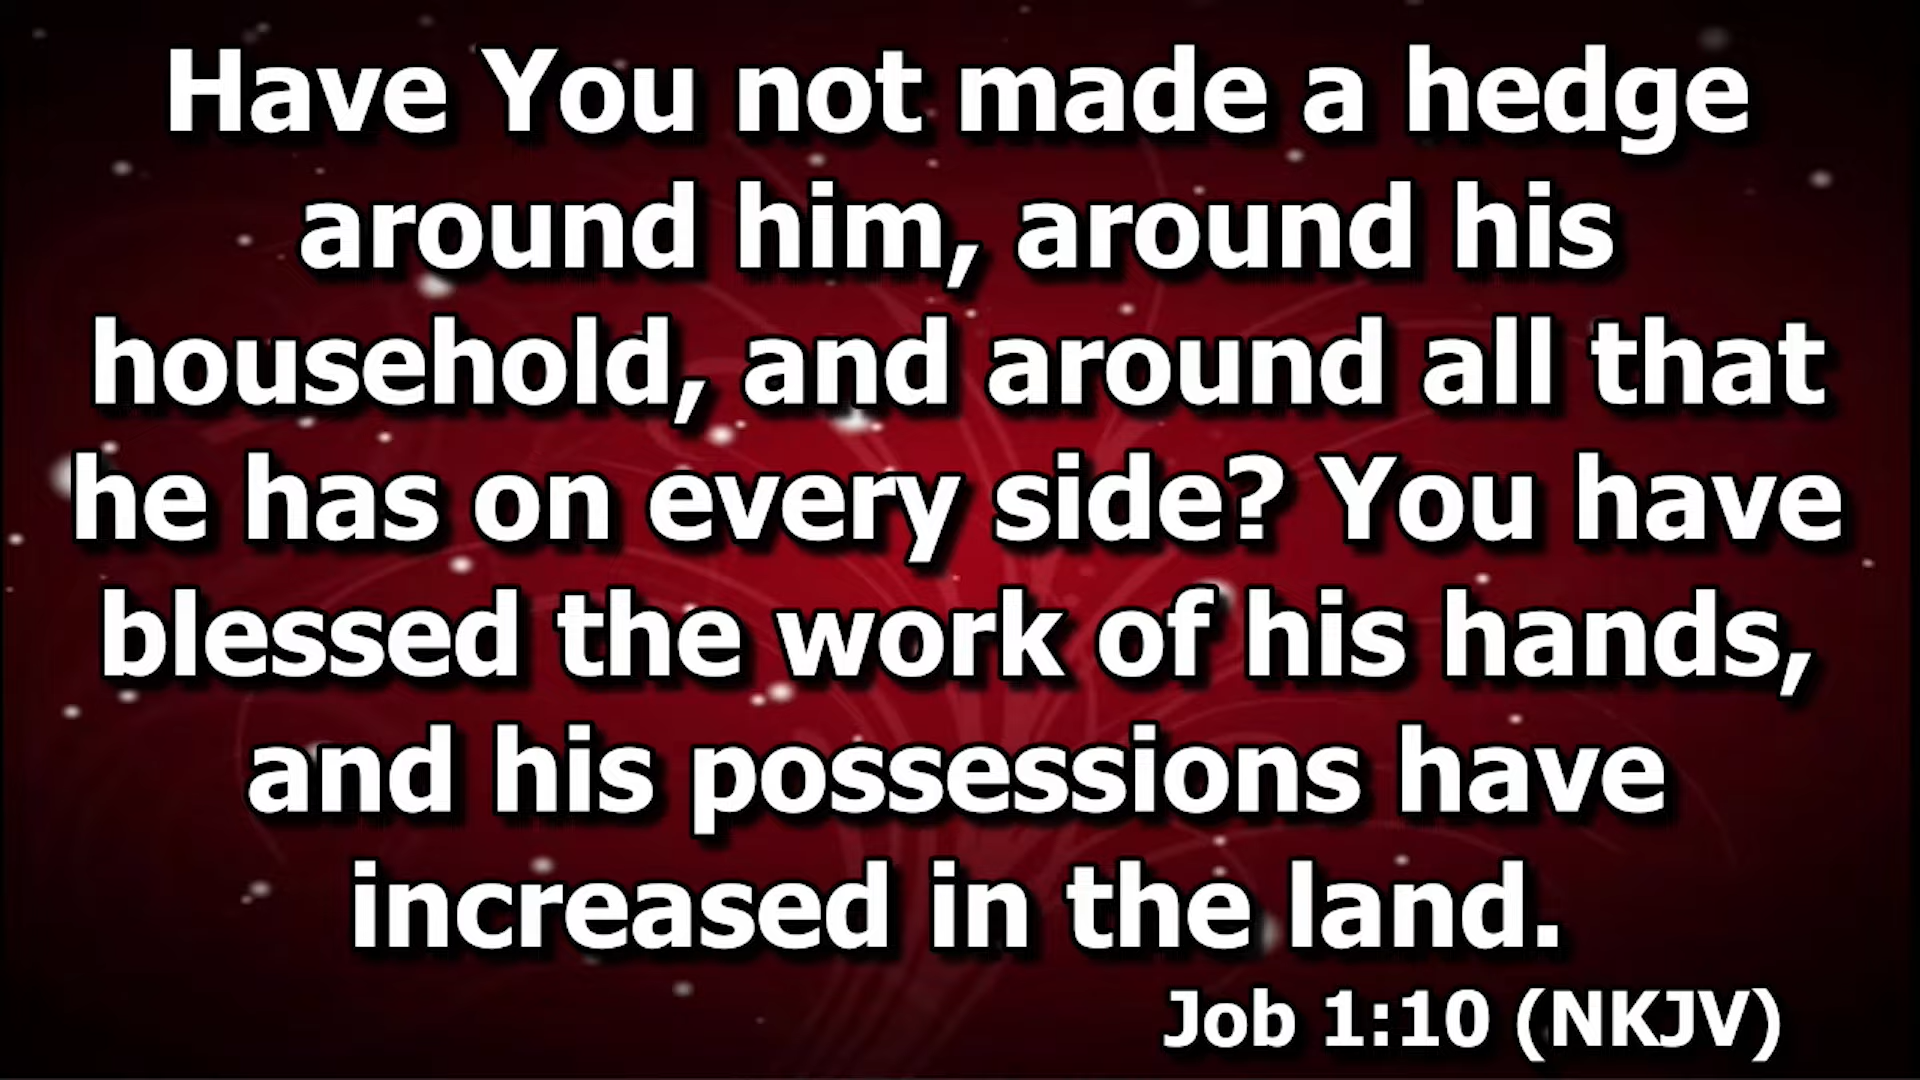 Have You not made a hedge
around him, around his
household, and around all that
he has on every side? You have
blessed the work of his hands,
and his possessions have
increased in the land.
Job 1:10 (NKJV)